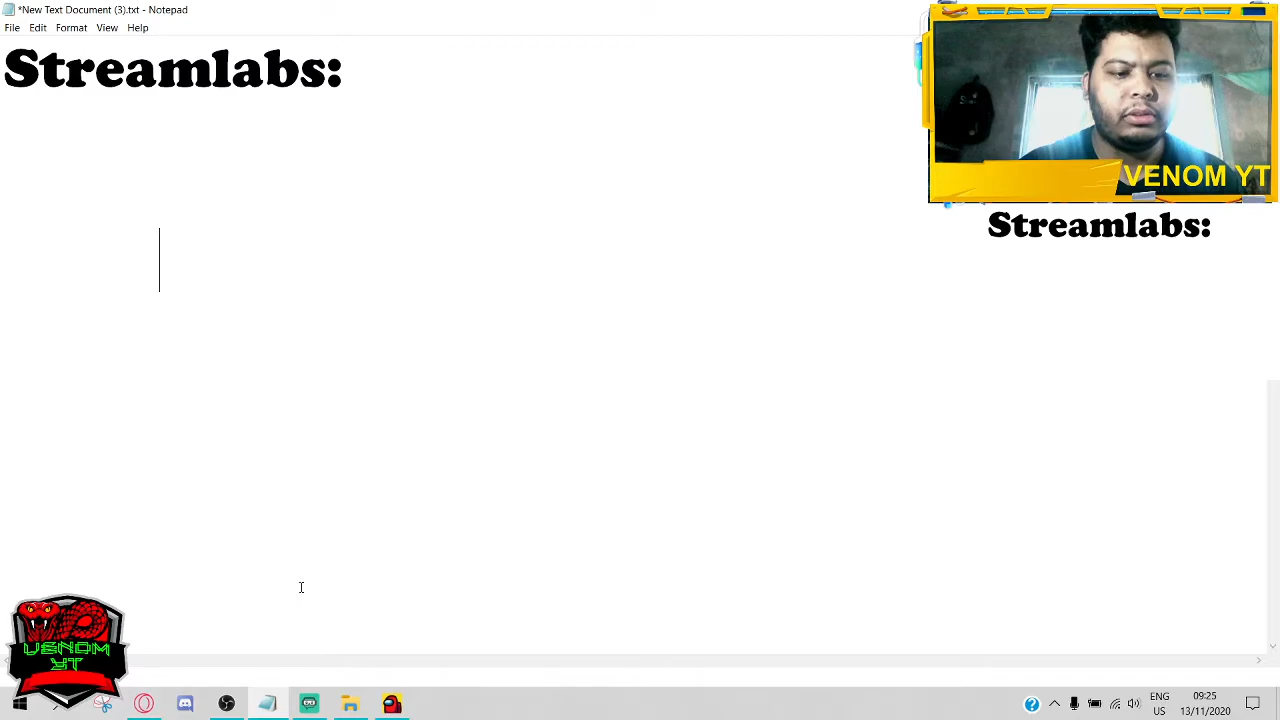 *New Text Document (3).txt - Notepad
File Edit Format View Help
Streamlabs:
VENOM YT
Streamlabs:
VENOM
YT
ENG
US
09:25
13/11/2020